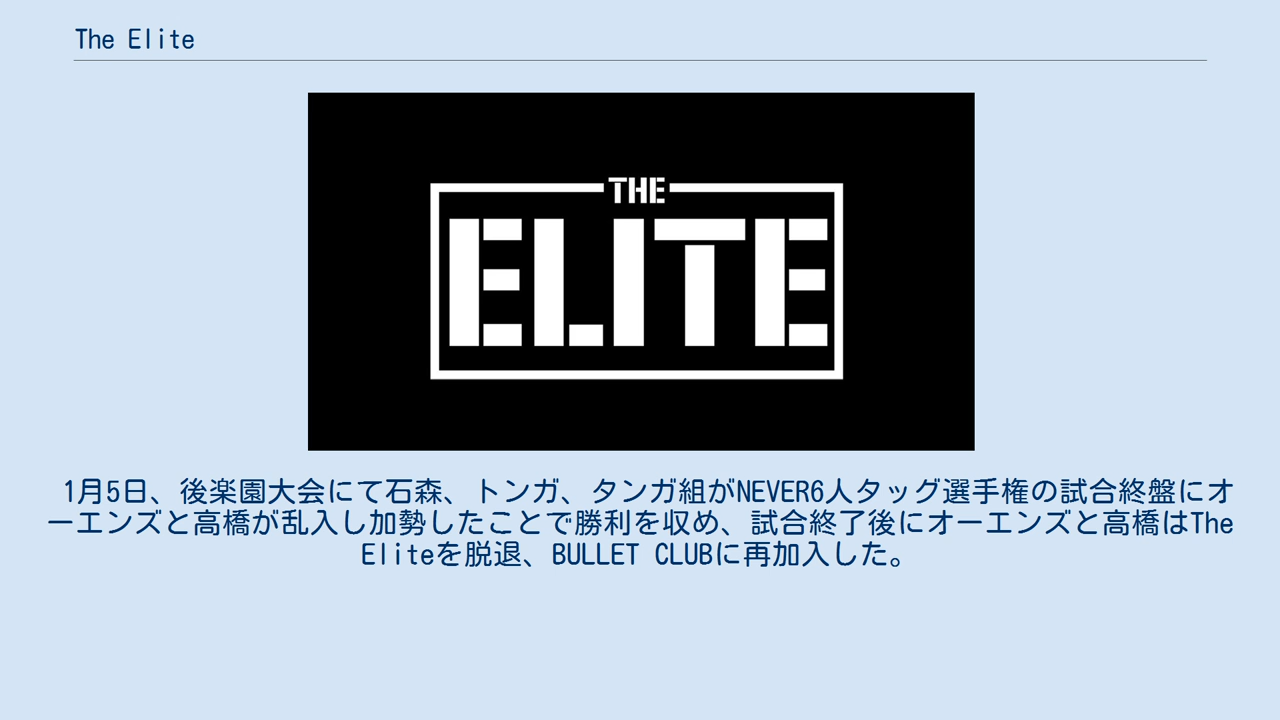 The Elite
THE
ELITE
1月5日、後楽園大会にて石森、トンガ、タンガ組がNEVER6人タッグ選手権の試合終盤にオ
ーエンズと高橋が乱入し加勢したことで勝利を収め、試合終了後にオーエンズと高橋はThe
Eliteを脱退、BULLET CLUBに再加入した。